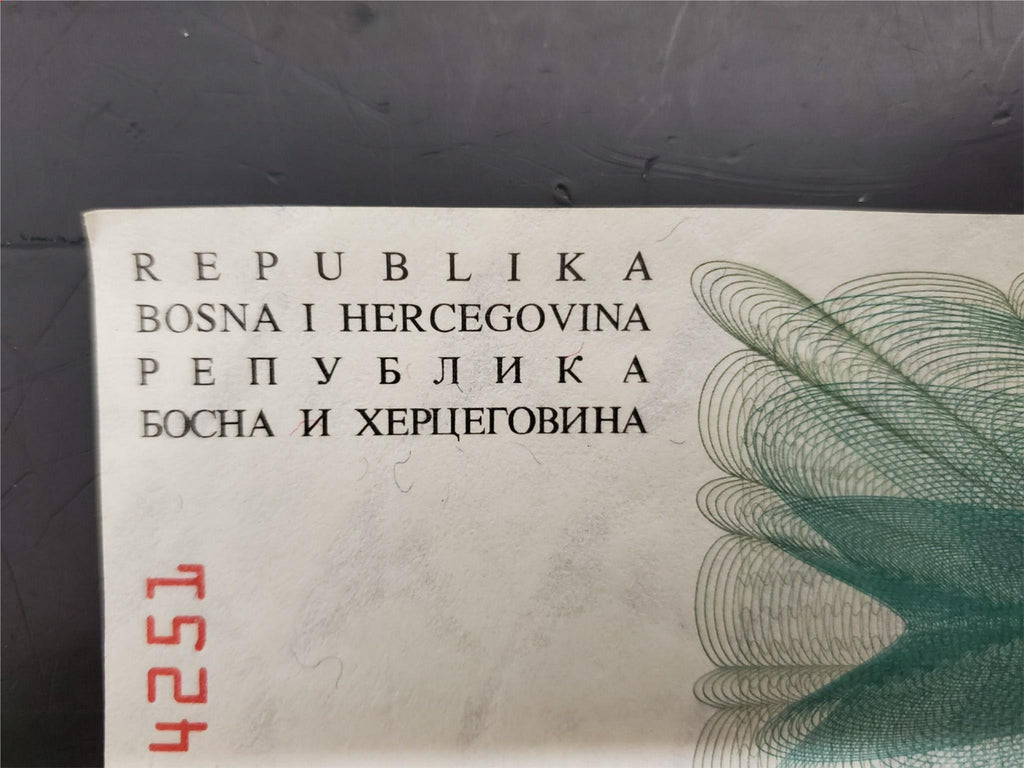 REPUBLIKA
BOSNA I HERCEGOVINA
РЕПУБЛИКА
БОСНА И ХЕРЦЕГОВИНА
4251